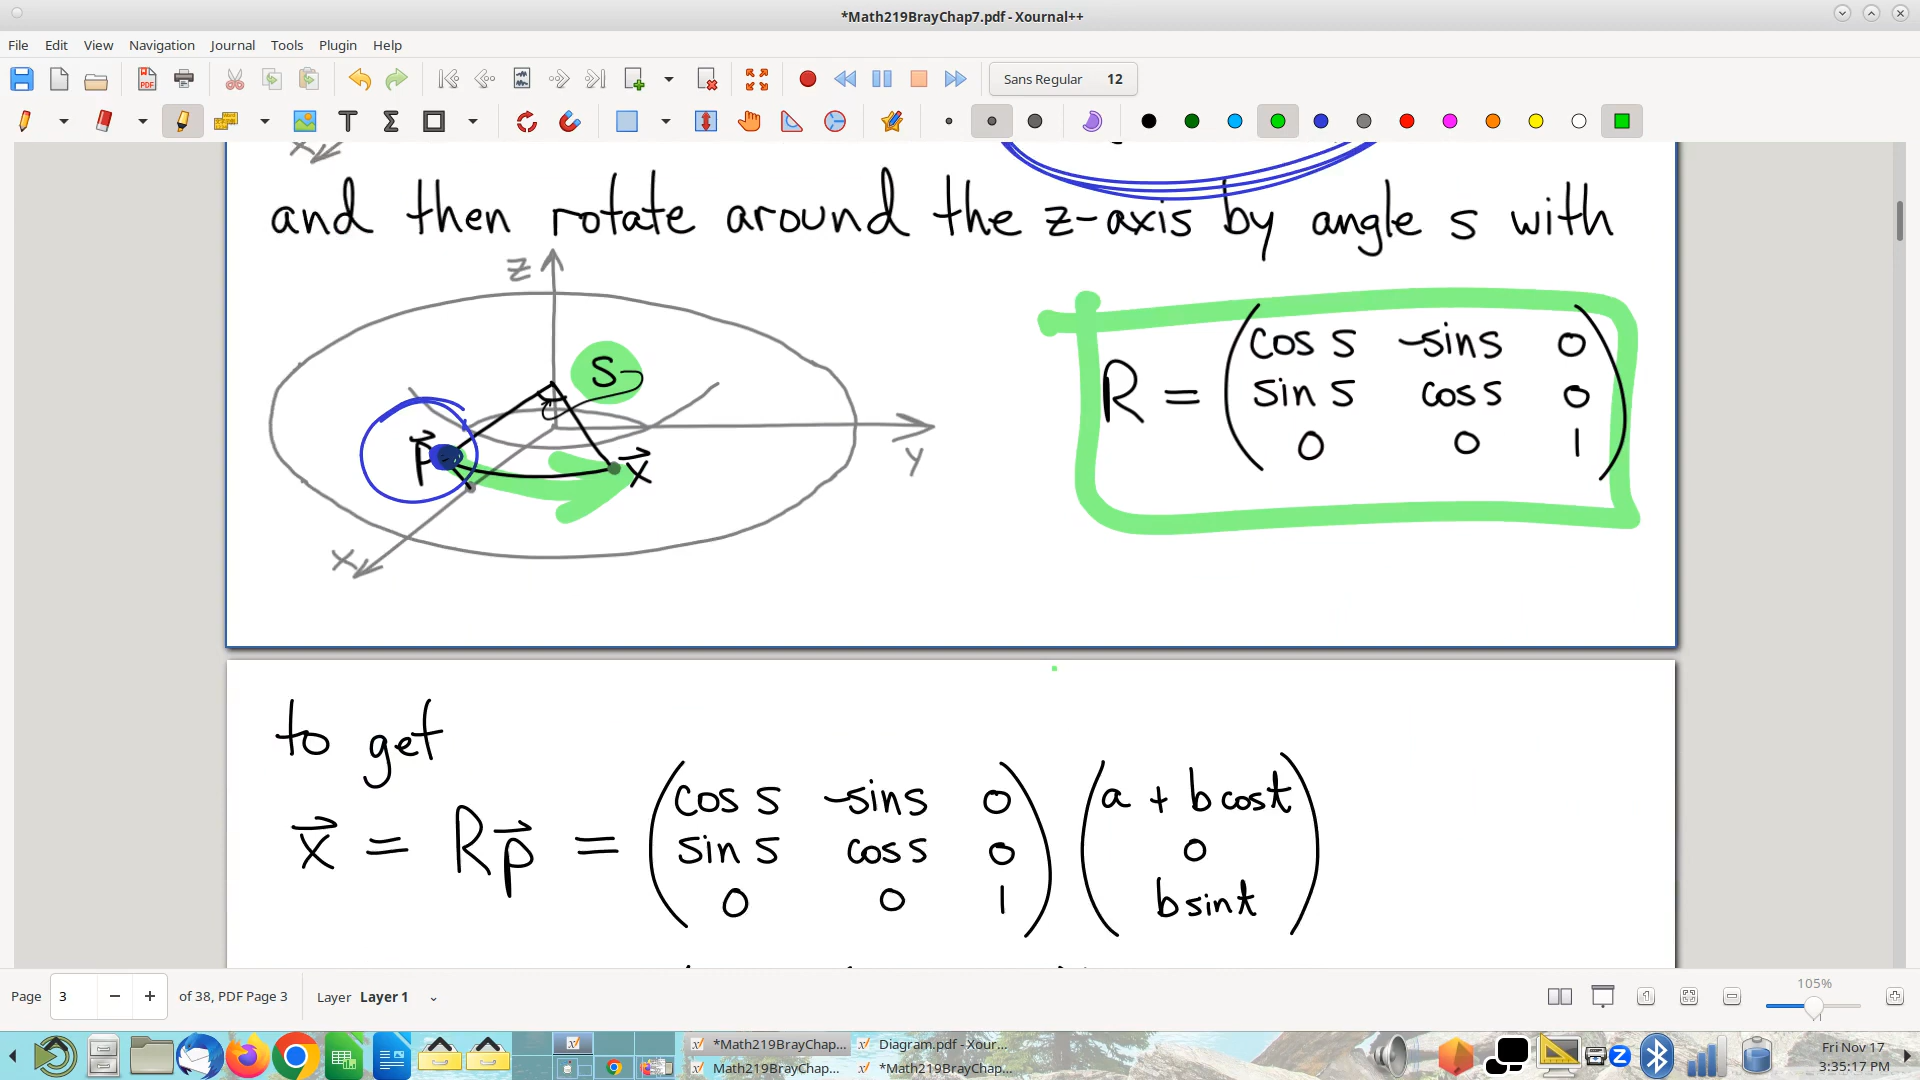 *Math219BrayChap7.pdf - Xournal++
File Edit View Navigation Journal Tools Plugin Help
Sans Regular 12
and then rotate around the z-axis by angle s with
z
S
R = ( cos s -sin s 0
sin s cos s 0
0 0 1 )
p x
y
x
to get
x = Rp = ( cos s -sin s 0 ) ( a + b cos t )
sin s cos s 0 0
0 0 1 b sin t
Page 3 of 38, PDF Page 3 Layer Layer 1
105%
*Math219BrayChap... Diagram.pdf - Xour...
Math219BrayChap... *Math219BrayChap...
Fri Nov 17
3:35:17 PM